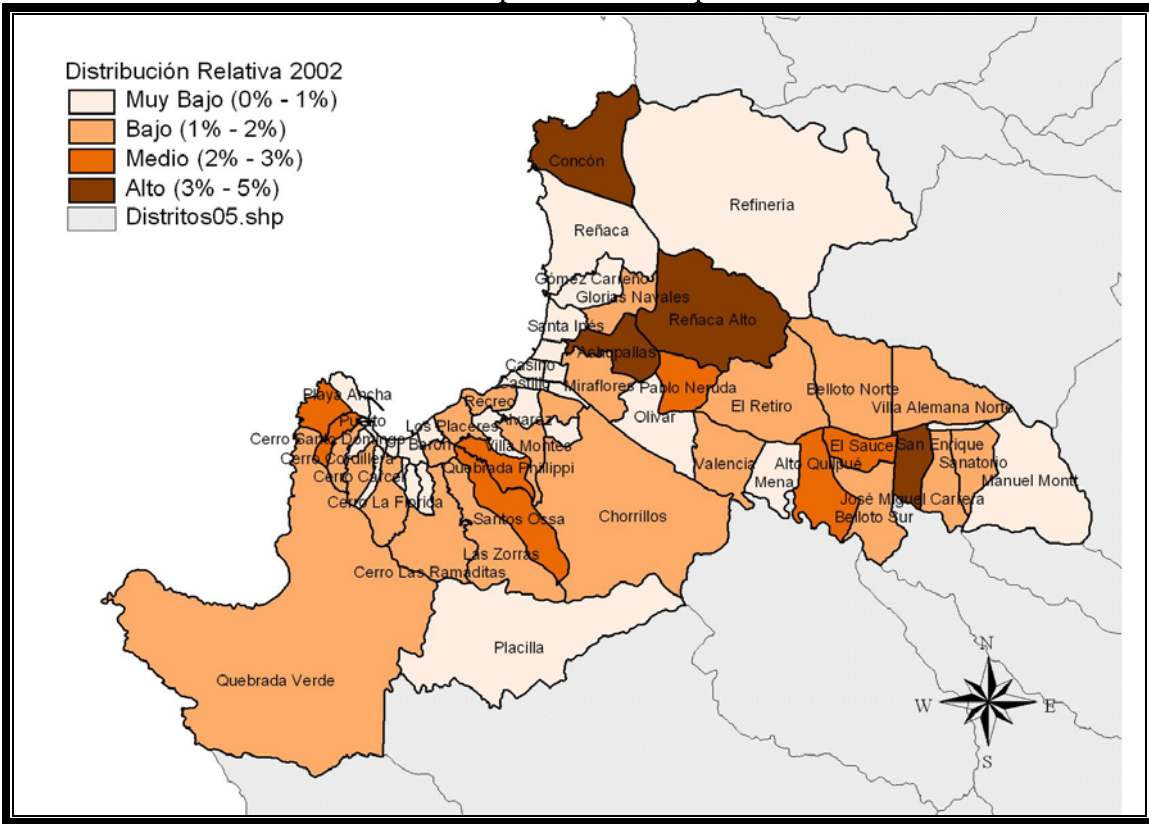 Distribución Relativa 2002
Muy Bajo (0% - 1%)
Bajo (1% - 2%)
Medio (2% - 3%)
Alto (3% - 5%)
Distritos05.shp
Concón
Refinería
Reñaca
Gómez Carreño
Glorias Navales
Reñaca Alto
Santa Inés
Achupallas
Casino
Castillo
Miraflores
Pablo Neruda
Belloto Norte
Playa Ancha
Recreo
El Retiro
Villa Alemana Norte
Puerto
Los Placeres
Alvarez
Olivar
Cerro Santo Domingo
Barón
Villa Montes
El Sauce
San Enrique
Cerro Cordillera
Quebrada Philippi
Valencia
Alto Quilpué
Sanatorio
Cerro Carcel
Mena
Manuel Montt
Cerro La Florida
José Miguel Carrera
Santos Ossa
Chorrillos
Belloto Sur
Las Zorras
Cerro Las Ramaditas
Placilla
Quebrada Verde
N
W
E
S